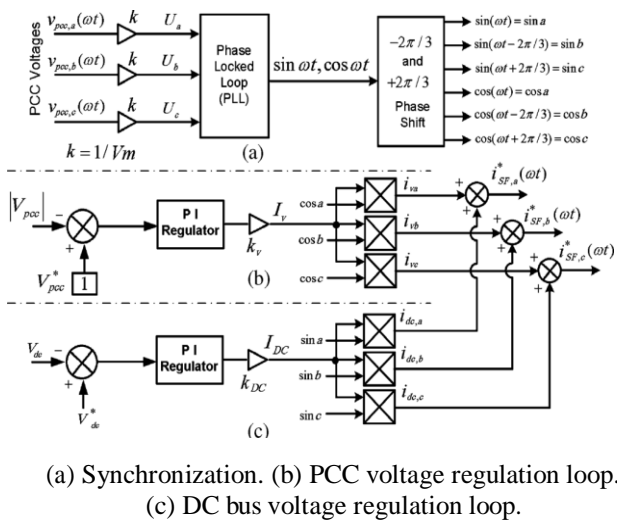 PCC Voltages
v_pcc,a(ωt)
k
U_a
v_pcc,b(ωt)
k
U_b
v_pcc,c(ωt)
k
U_c
k = 1/Vm
Phase
Locked
Loop
(PLL)
sin ωt, cos ωt
−2π/3
and
+2π/3
Phase
Shift
sin(ωt) = sin a
sin(ωt − 2π/3) = sin b
sin(ωt + 2π/3) = sin c
cos(ωt) = cos a
cos(ωt − 2π/3) = cos b
cos(ωt + 2π/3) = cos c
(a)
|V_pcc|
−
+
V*_pcc
1
P I
Regulator
k_v
I_v
cos a
cos b
cos c
i_va
i_vb
i_vc
(b)
+
+
i*_SF,a(ωt)
+
+
i*_SF,b(ωt)
+
+
i*_SF,c(ωt)
V_dc
−
+
V*_dc
P I
Regulator
k_DC
I_DC
sin a
sin b
sin c
i_dc,a
i_dc,b
i_dc,c
(c)
(a) Synchronization. (b) PCC voltage regulation loop.
(c) DC bus voltage regulation loop.